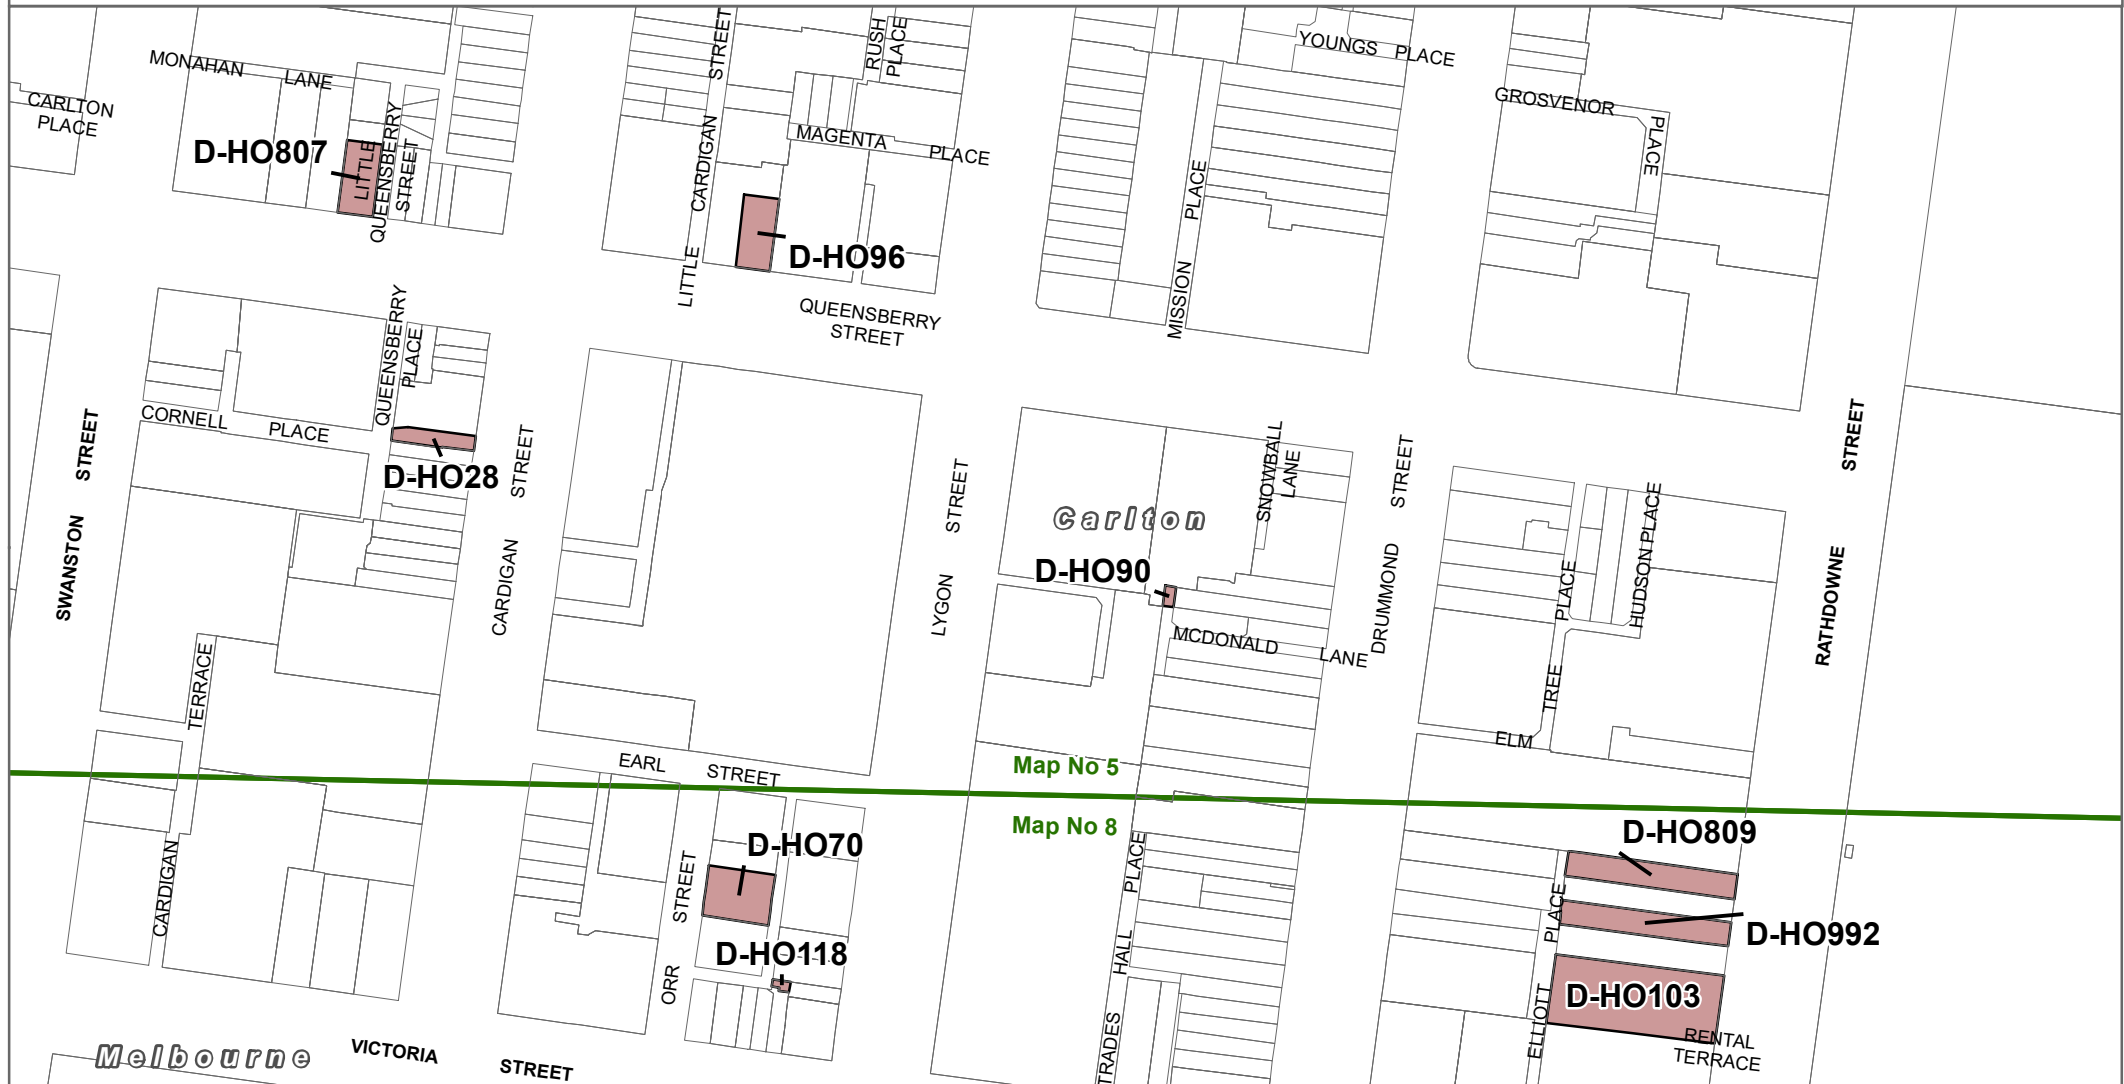 MONAHAN LANE
CARLTON
PLACE
D-HO807
LITTLE
QUEENSBERRY
STREET
LITTLE CARDIGAN STREET
RUSH
PLACE
MAGENTA PLACE
D-HO96
QUEENSBERRY
STREET
YOUNGS PLACE
MISSION PLACE
GROSVENOR PLACE
QUEENSBERRY
PLACE
CORNELL PLACE
D-HO28
SWANSTON STREET
CARDIGAN STREET
LYGON STREET
Carlton
SNOWBALL
LANE
D-HO90
MCDONALD LANE
DRUMMOND STREET
HUDSON PLACE
ELM TREE PLACE
RATHDOWNE STREET
CARDIGAN TERRACE
EARL STREET
Map No 5
Map No 8
D-HO70
D-HO118
ORR STREET
TRADES HALL PLACE
D-HO809
D-HO992
D-HO103
ELLIOTT PLACE
RENTAL
TERRACE
Melbourne
VICTORIA STREET